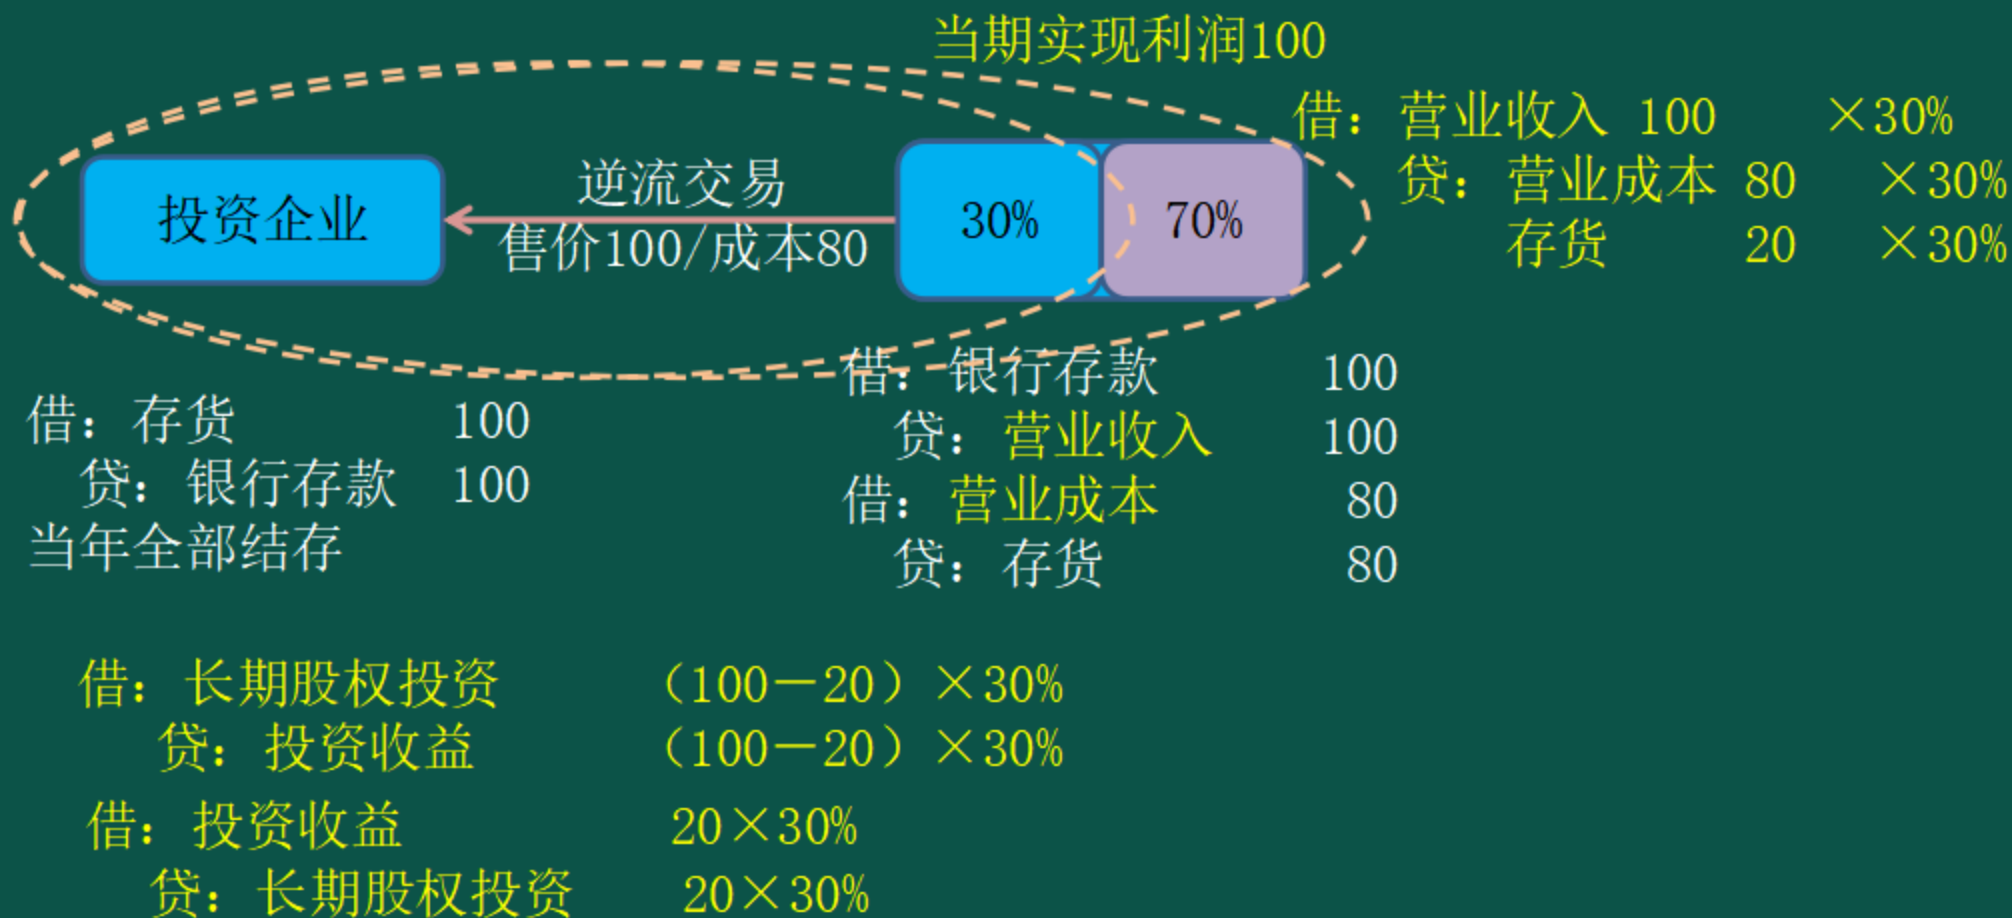 当期实现利润100
借：营业收入 100 ×30%
贷：营业成本 80 ×30%
存货 20 ×30%
投资企业
逆流交易
售价100/成本80
30%
70%
借：存货 100
贷：银行存款 100
当年全部结存
借：银行存款 100
贷：营业收入 100
借：营业成本 80
贷：存货 80
借：长期股权投资 （100－20）×30%
贷：投资收益 （100－20）×30%
借：投资收益 20×30%
贷：长期股权投资 20×30%